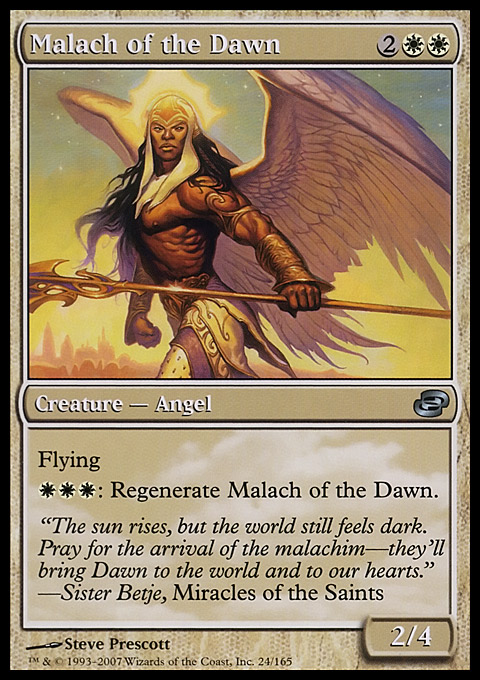 Malach of the Dawn 2
Creature — Angel
Flying
: Regenerate Malach of the Dawn.
“The sun rises, but the world still feels dark.
Pray for the arrival of the malachim—they’ll
bring Dawn to the world and to our hearts.”
—Sister Betje, Miracles of the Saints
2/4
Steve Prescott
™ & © 1993–2007 Wizards of the Coast, Inc. 24/165